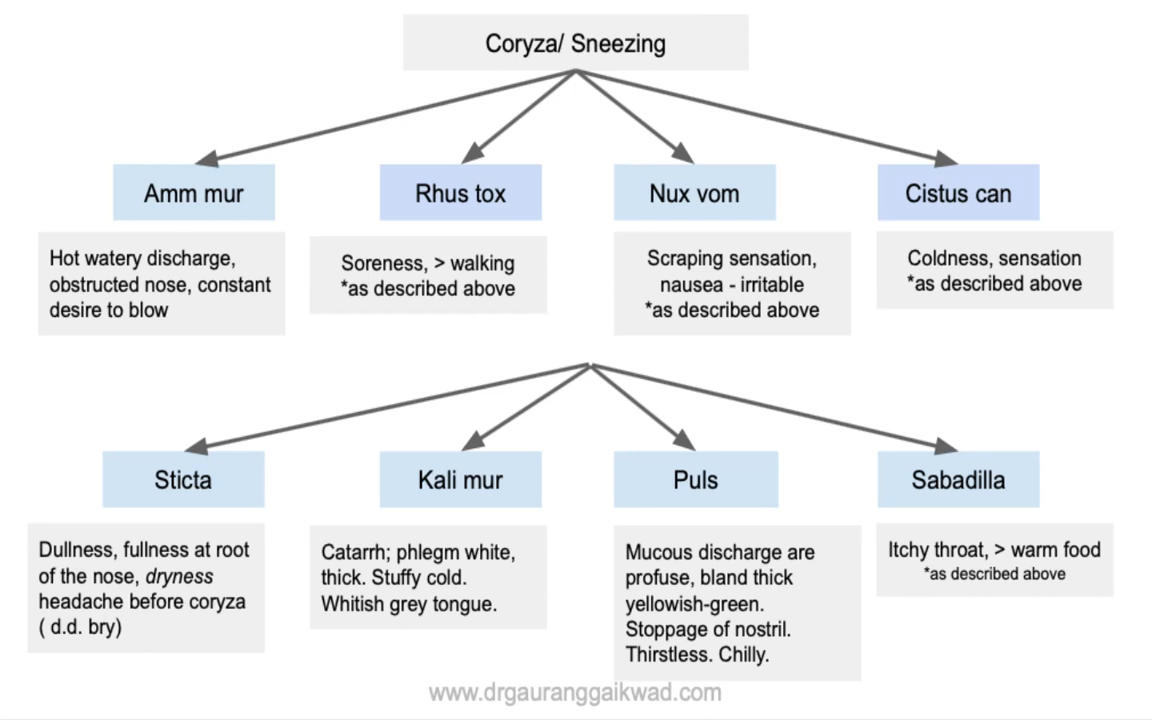 Coryza/ Sneezing
Amm mur
Rhus tox
Nux vom
Cistus can
Hot watery discharge,
obstructed nose, constant
desire to blow
Soreness, > walking
*as described above
Scraping sensation,
nausea - irritable
*as described above
Coldness, sensation
*as described above
Sticta
Kali mur
Puls
Sabadilla
Dullness, fullness at root
of the nose, dryness
headache before coryza
( d.d. bry)
Catarrh; phlegm white,
thick. Stuffy cold.
Whitish grey tongue.
Mucous discharge are
profuse, bland thick
yellowish-green.
Stoppage of nostril.
Thirstless. Chilly.
Itchy throat, > warm food
*as described above
www.drgauranggaikwad.com